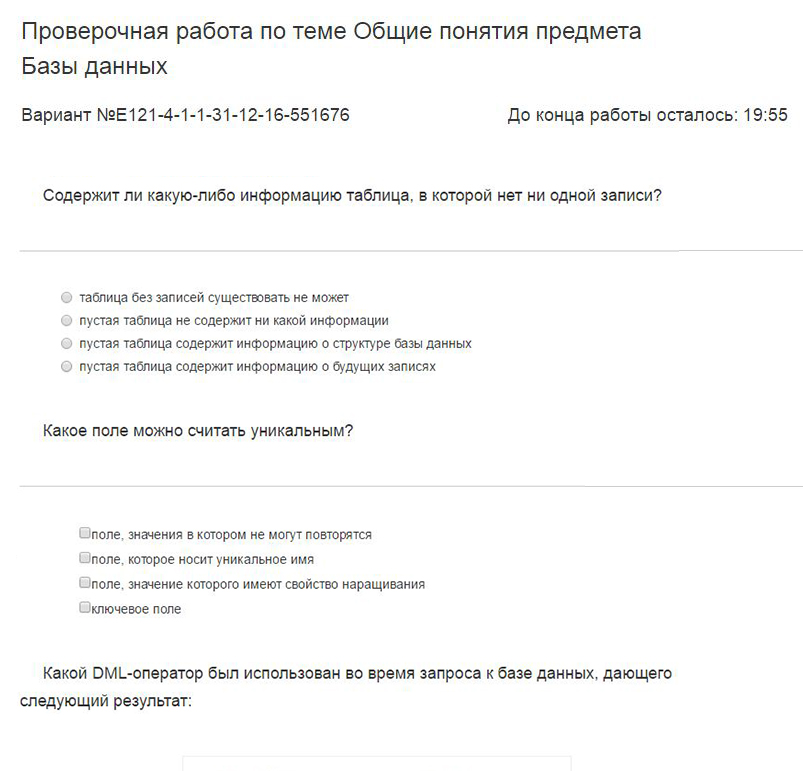 Проверочная работа по теме Общие понятия предмета
Базы данных
Вариант №E121-4-1-1-31-12-16-551676
До конца работы осталось: 19:55
Содержит ли какую-либо информацию таблица, в которой нет ни одной записи?
таблица без записей существовать не может
пустая таблица не содержит ни какой информации
пустая таблица содержит информацию о структуре базы данных
пустая таблица содержит информацию о будущих записях
Какое поле можно считать уникальным?
поле, значения в котором не могут повторятся
поле, которое носит уникальное имя
поле, значение которого имеют свойство наращивания
ключевое поле
Какой DML-оператор был использован во время запроса к базе данных, дающего
следующий результат: